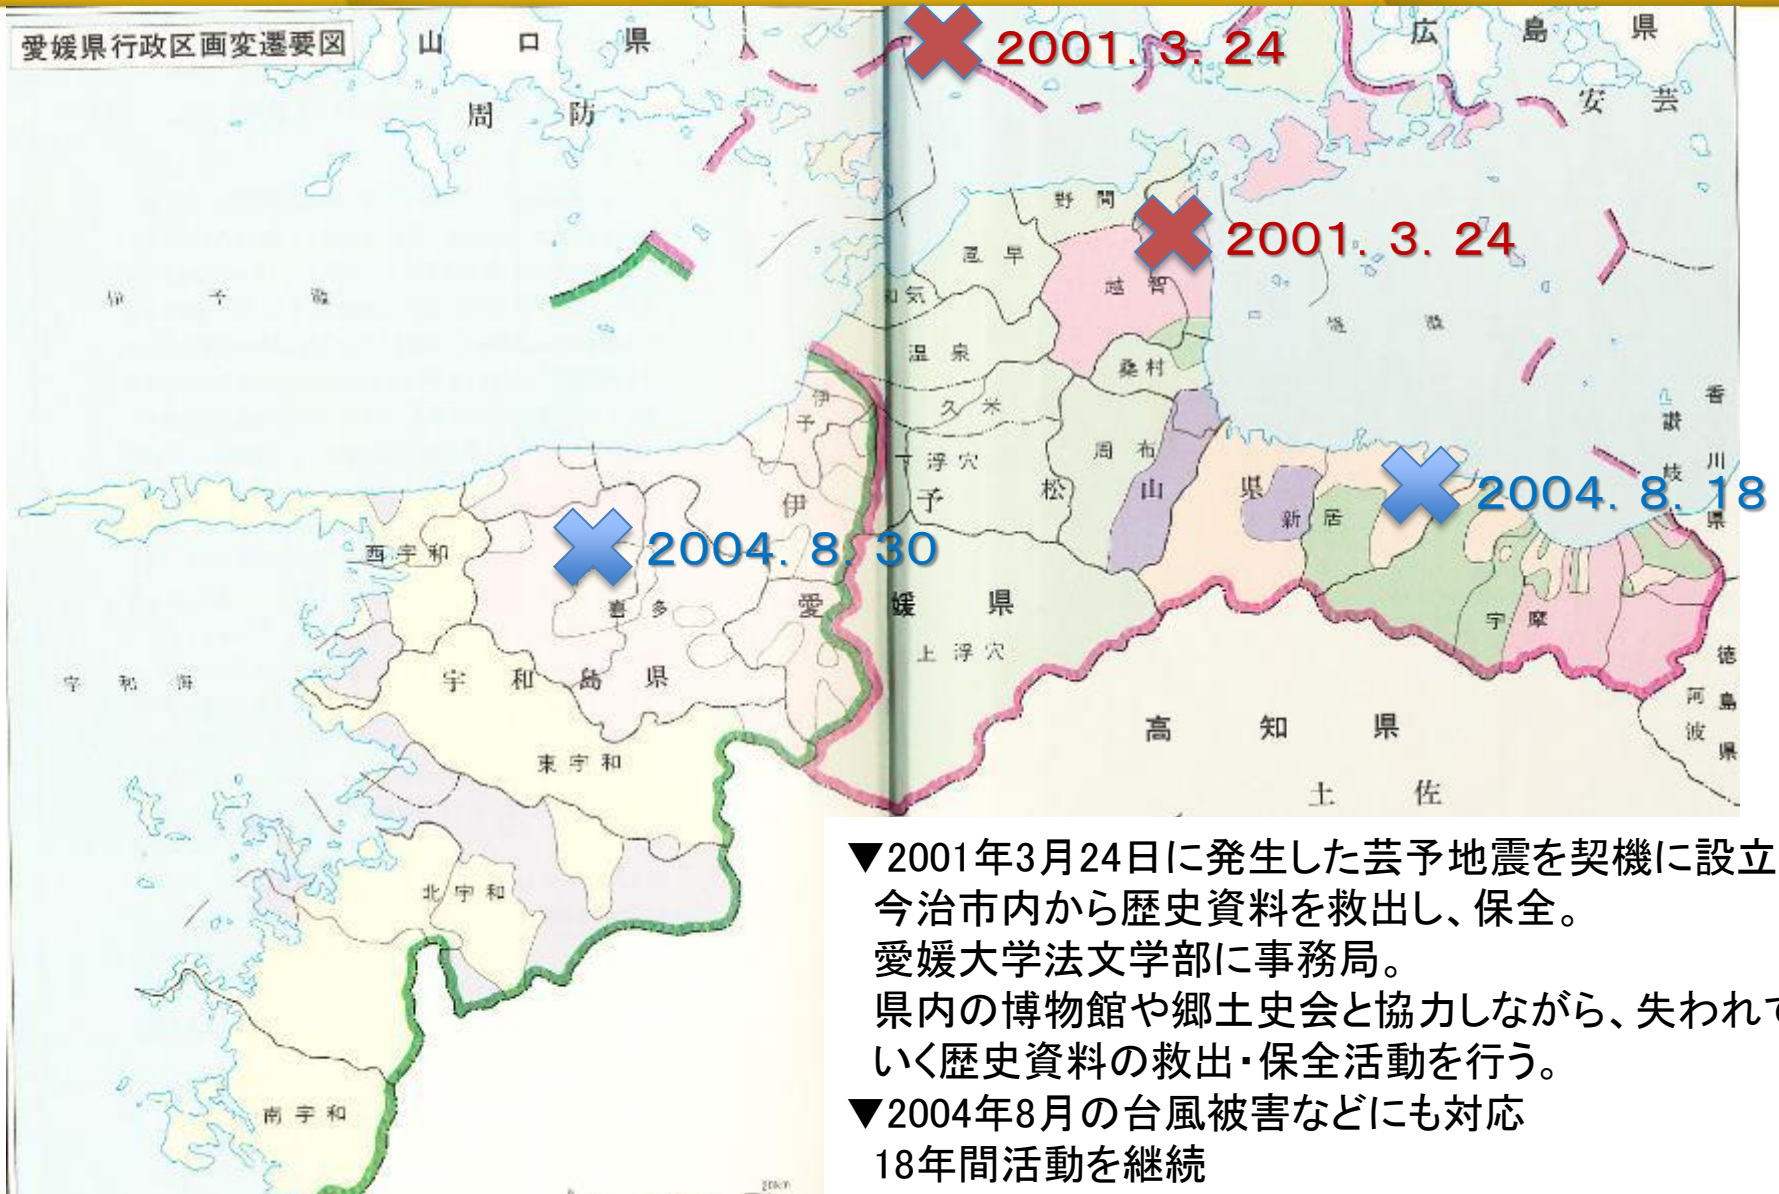 愛媛県行政区画変遷要図
山口県
広島県
2001. 3. 24
周防
安芸
野間
2001. 3. 24
風早
越智
和気
伊予灘
燧灘
温泉
桑村
香川県
讃岐
伊予
久米
周布
下浮穴
伊予松山県
新居
2004. 8. 18
西宇和
2004. 8. 30
喜多
愛媛県
宇摩
上浮穴
宇和海
宇和島県
徳島県
阿波
高知県
東宇和
土佐
北宇和
南宇和
20km
▼2001年3月24日に発生した芸予地震を契機に設立
今治市内から歴史資料を救出し、保全。
愛媛大学法文学部に事務局。
県内の博物館や郷土史会と協力しながら、失われて
いく歴史資料の救出・保全活動を行う。
▼2004年8月の台風被害などにも対応
18年間活動を継続